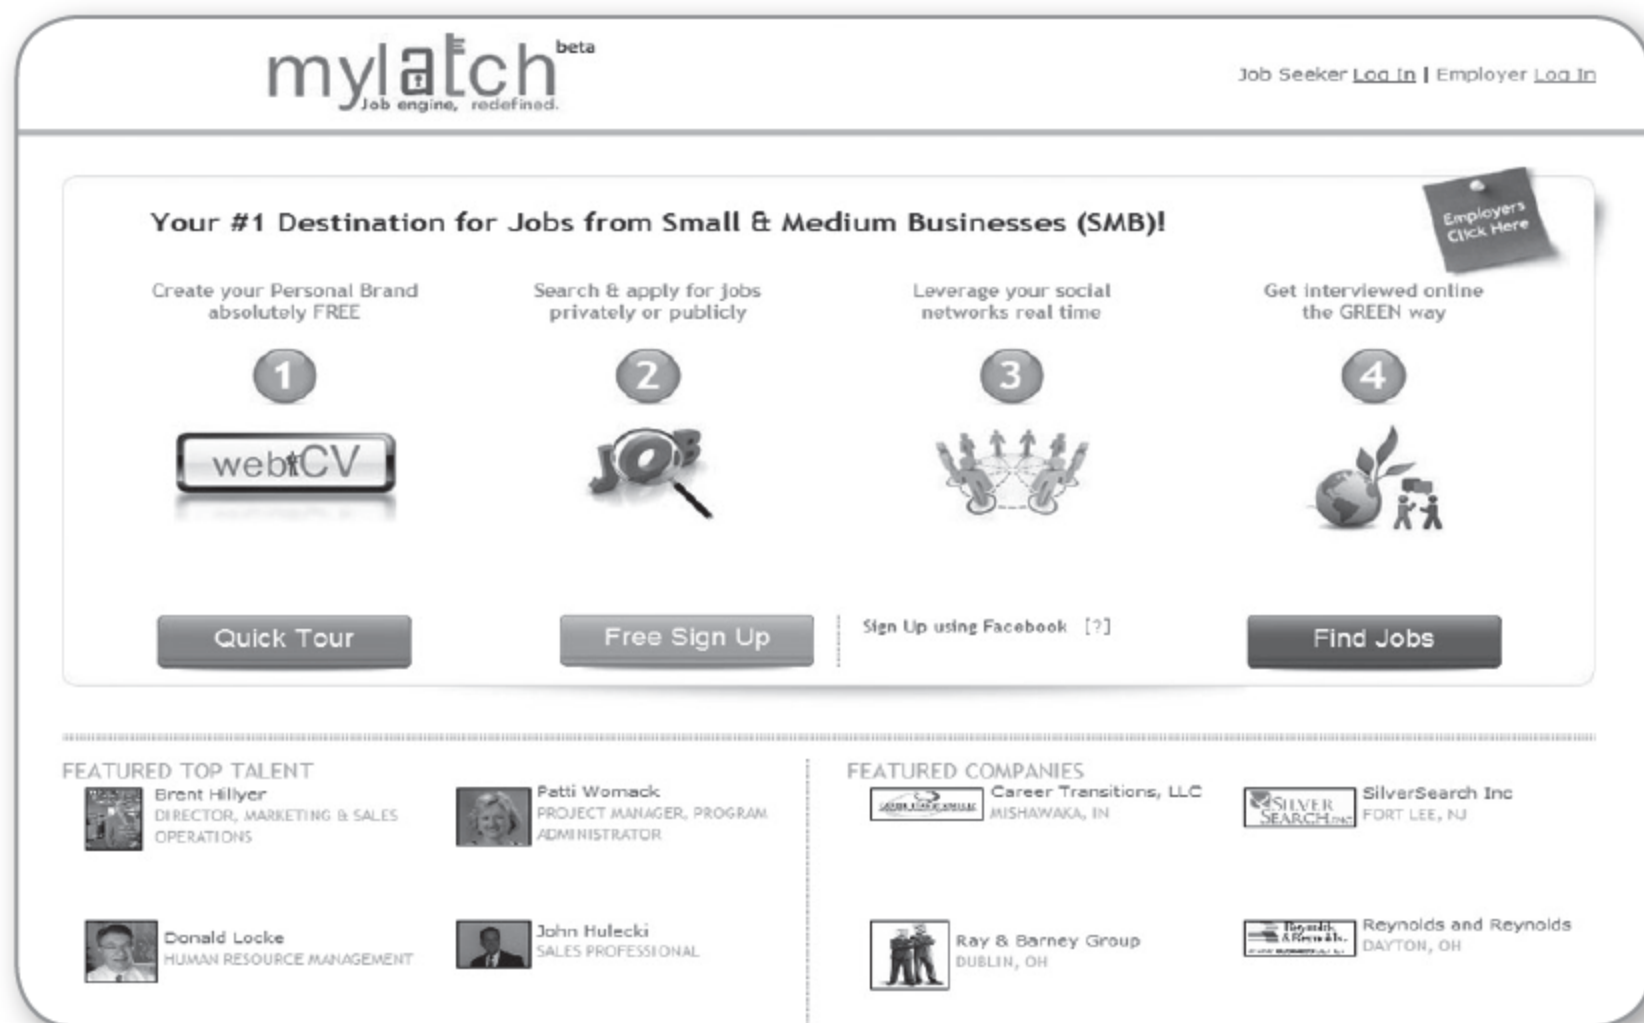 mylatch beta
Job engine, redefined.
Job Seeker Log In | Employer Log In
Your #1 Destination for Jobs from Small & Medium Businesses (SMB)!
Employers
Click Here
Create your Personal Brand
absolutely FREE
Search & apply for jobs
privately or publicly
Leverage your social
networks real time
Get interviewed online
the GREEN way
1
2
3
4
webCV
JOB
Quick Tour
Free Sign Up
Sign Up using Facebook [?]
Find Jobs
FEATURED TOP TALENT
Brent Hillyer
DIRECTOR, MARKETING & SALES
OPERATIONS
Patti Womack
PROJECT MANAGER, PROGRAM
ADMINISTRATOR
Donald Locke
HUMAN RESOURCE MANAGEMENT
John Hulecki
SALES PROFESSIONAL
FEATURED COMPANIES
Career Transitions, LLC
MISHAWAKA, IN
SILVER
SEARCH INC
SilverSearch Inc
FORT LEE, NJ
Ray & Barney Group
DUBLIN, OH
Reynolds
& Reynolds
Reynolds and Reynolds
DAYTON, OH